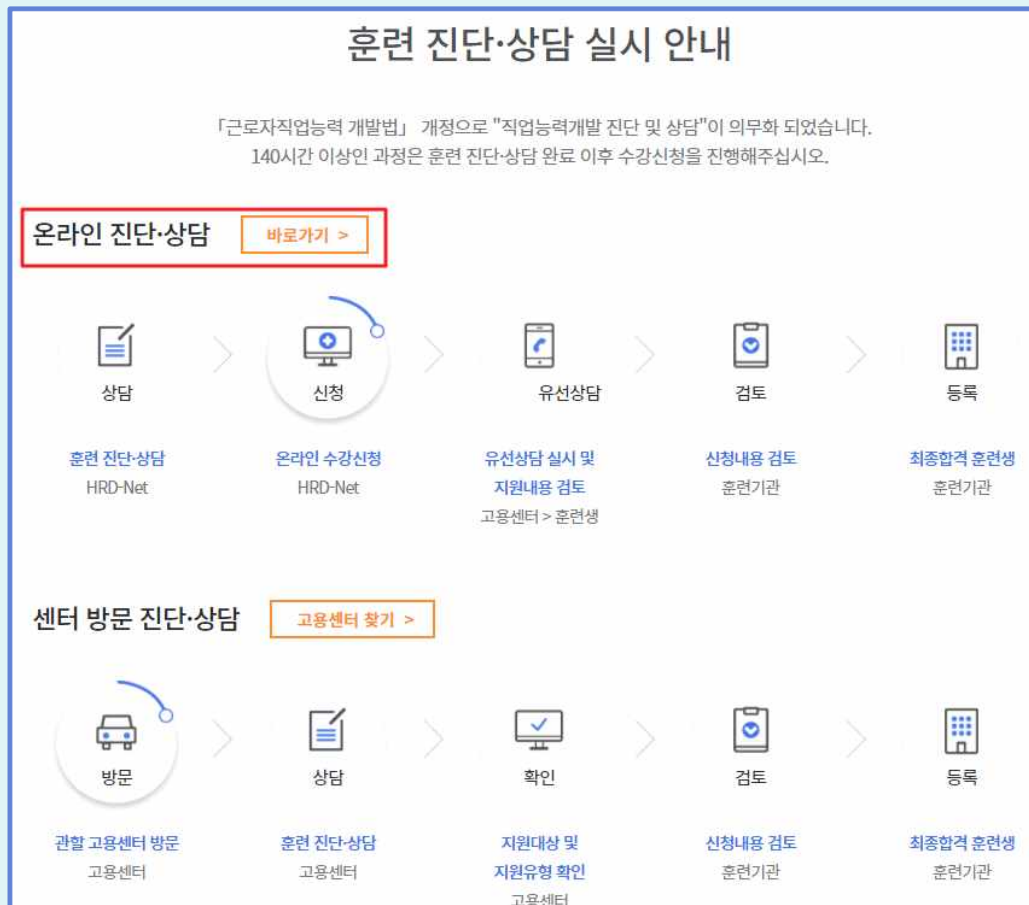 훈련 진단·상담 실시 안내
「근로자직업능력 개발법」 개정으로 "직업능력개발 진단 및 상담"이 의무화 되었습니다.
140시간 이상인 과정은 훈련 진단·상담 완료 이후 수강신청을 진행해주십시오.
온라인 진단·상담 바로가기 >
상담 신청 유선상담 검토 등록
훈련 진단·상담 온라인 수강신청 유선상담 실시 및 신청내용 검토 최종합격 훈련생
HRD-Net HRD-Net 지원내용 검토 훈련기관 훈련기관
고용센터 > 훈련생
센터 방문 진단·상담 고용센터 찾기 >
방문 상담 확인 검토 등록
관할 고용센터 방문 훈련 진단·상담 지원대상 및 신청내용 검토 최종합격 훈련생
고용센터 고용센터 지원유형 확인 훈련기관 훈련기관
고용센터